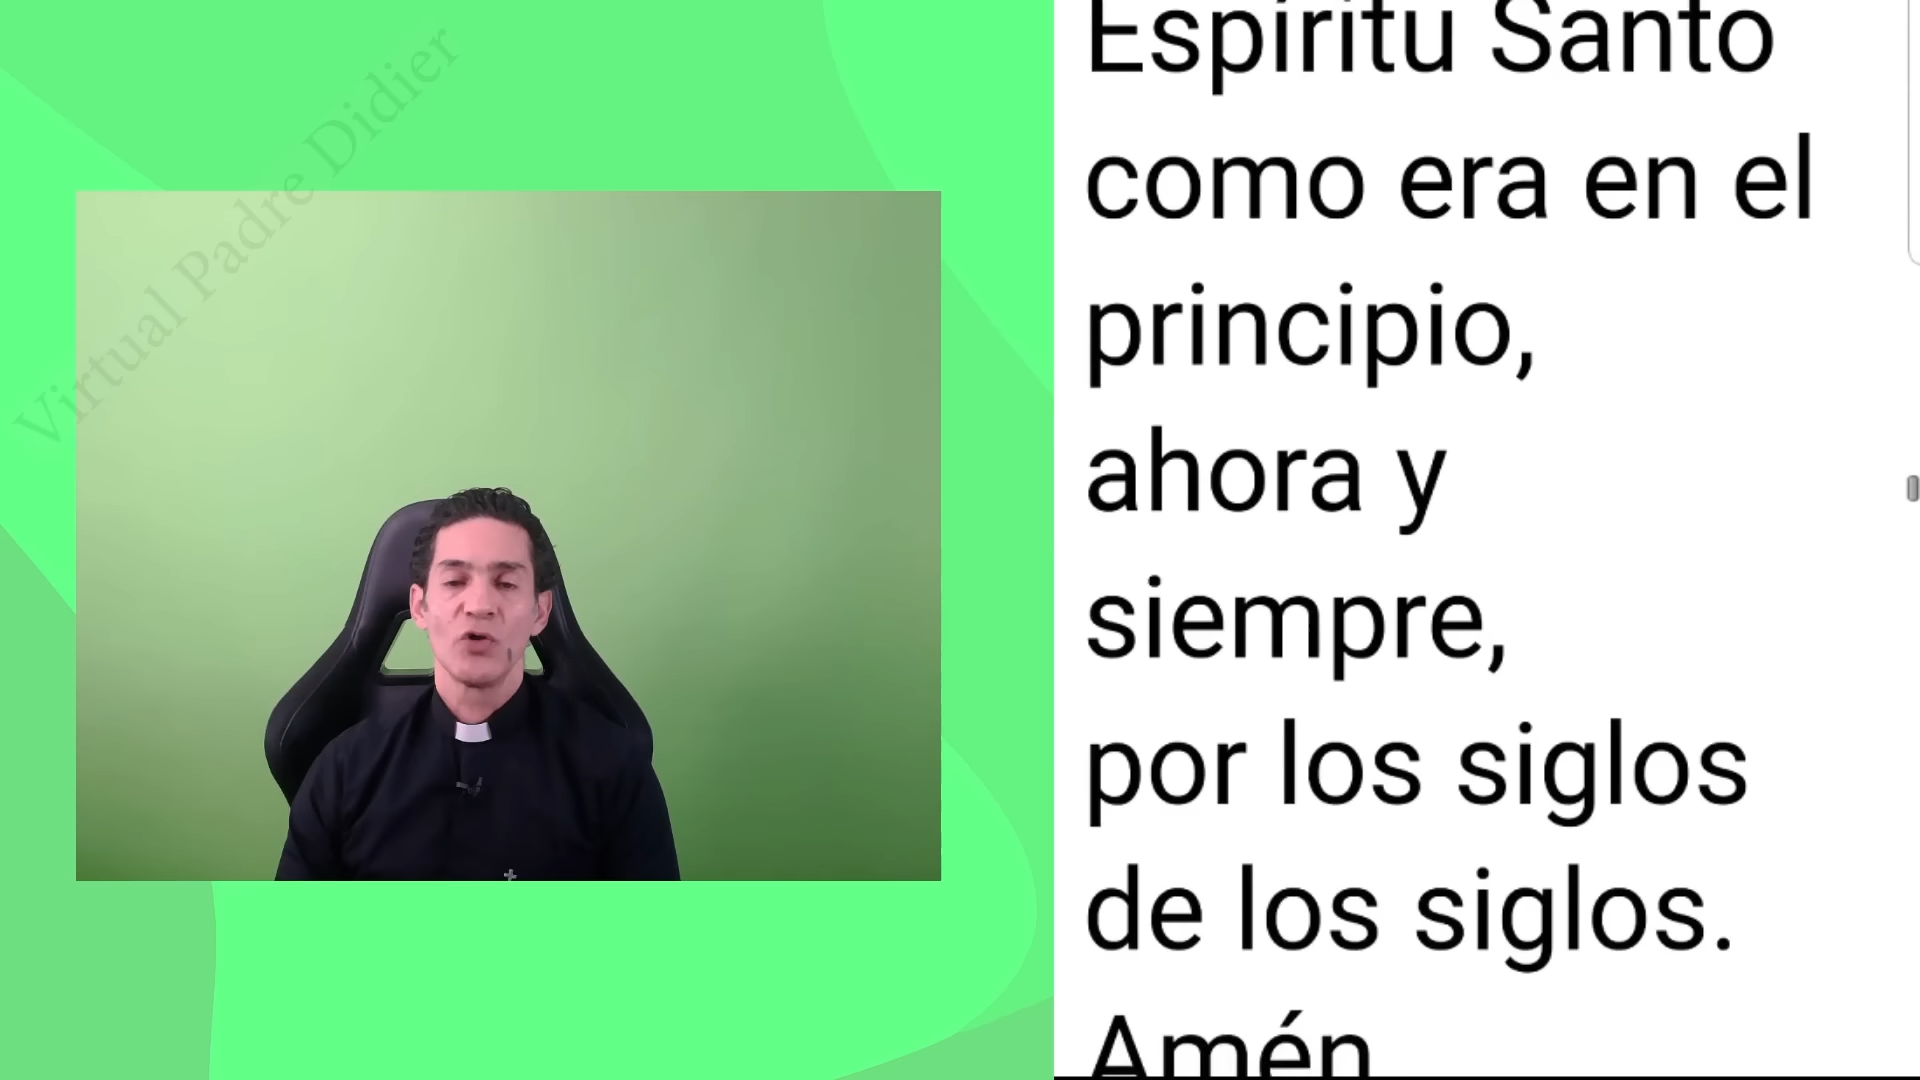 Virtual Padre Didier
Espíritu Santo
como era en el
principio,
ahora y
siempre,
por los siglos
de los siglos.
Amén